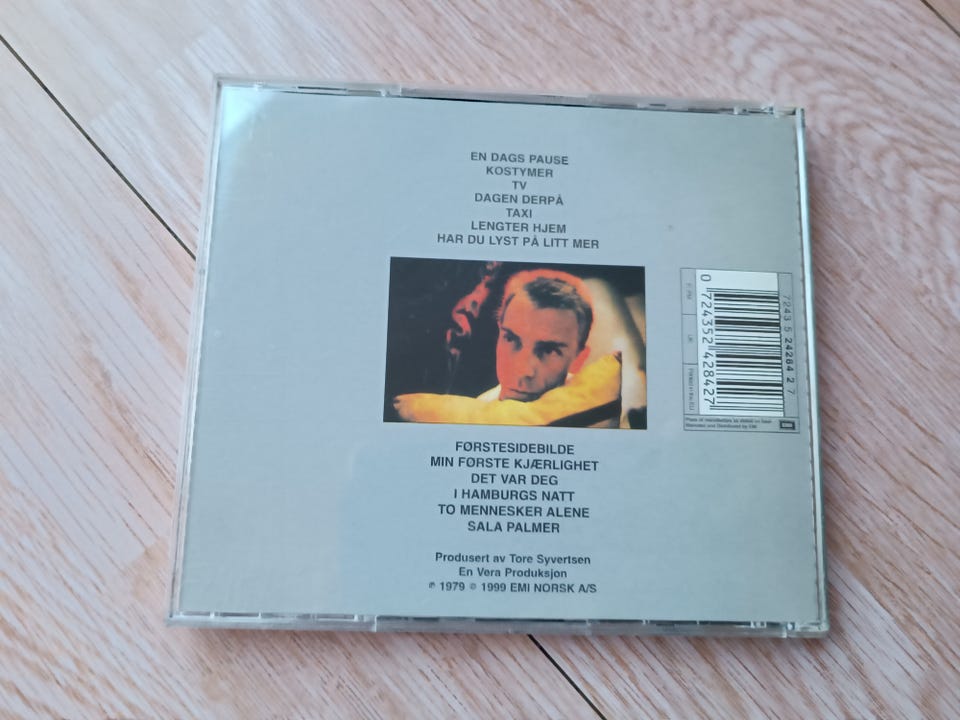 EN DAGS PAUSE
KOSTYMER
TV
DAGEN DERPÅ
TAXI
LENGTER HJEM
HAR DU LYST PÅ LITT MER
FØRSTESIDEBILDE
MIN FØRSTE KJÆRLIGHET
DET VAR DEG
I HAMBURGS NATT
TO MENNESKER ALENE
SALA PALMER
Produsert av Tore Syvertsen
En Vera Produksjon
℗ 1979 © 1999 EMI NORSK A/S
7243 5 24284 2 7
0 724352 428427
UK
EMI